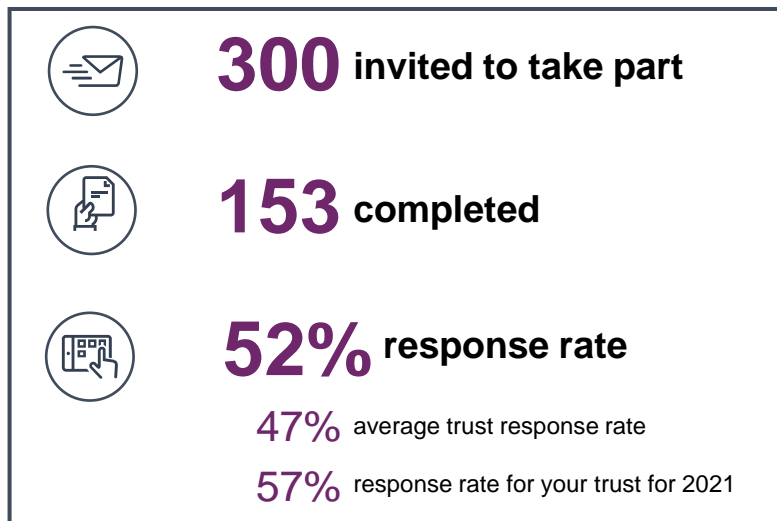 300 invited to take part
153 completed
52% response rate
47% average trust response rate
57% response rate for your trust for 2021